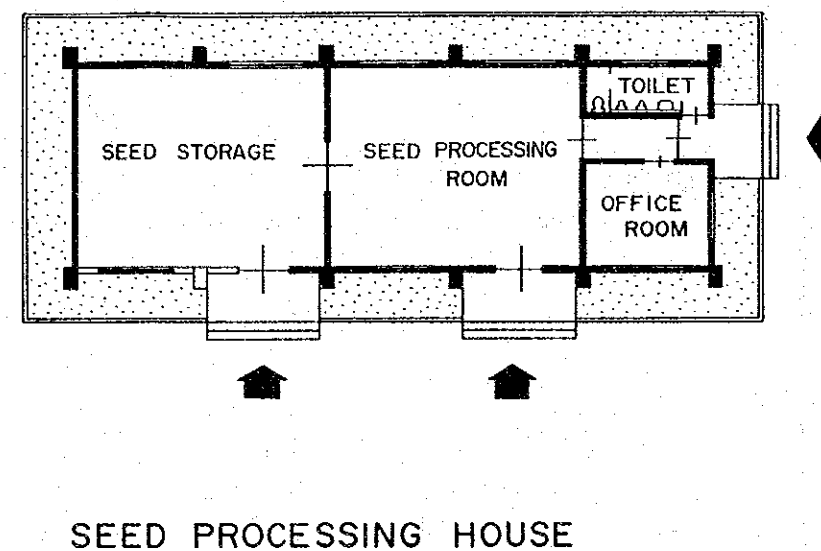 TOILET
SEED STORAGE
SEED PROCESSING
ROOM
OFFICE
ROOM
SEED PROCESSING HOUSE